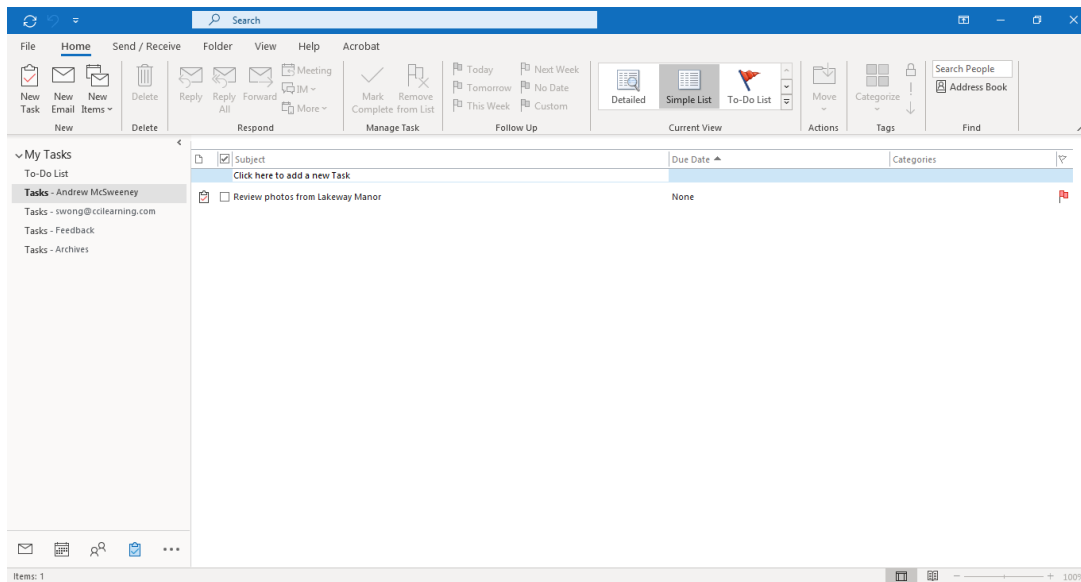 Search
File Home Send / Receive Folder View Help Acrobat
New Task
New Email
New Items
Delete
Reply
Reply All
Forward
Meeting
IM
More
Mark Complete
Remove from List
Today
Tomorrow
This Week
Next Week
No Date
Custom
Detailed
Simple List
To-Do List
Move
Categorize
Search People
Address Book
New Delete Respond Manage Task Follow Up Current View Actions Tags Find
My Tasks
To-Do List
Tasks - Andrew McSweeney
Tasks - swong@ccilearning.com
Tasks - Feedback
Tasks - Archives
Subject Due Date Categories
Click here to add a new Task
Review photos from Lakeway Manor None
Items: 1 100%